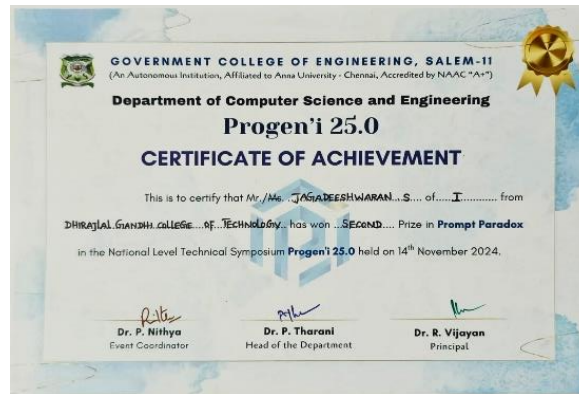 GOVERNMENT COLLEGE OF ENGINEERING, SALEM-11
(An Autonomous Institution, Affiliated to Anna University - Chennai, Accredited by NAAC "A+")
Department of Computer Science and Engineering
Progen'i 25.0
CERTIFICATE OF ACHIEVEMENT
This is to certify that Mr./Ms. JAGADEESHWARAN. S. of I from
DHIRAJLAL GANDHI COLLEGE OF TECHNOLOGY has won SECOND Prize in Prompt Paradox
in the National Level Technical Symposium Progen'i 25.0 held on 14th November 2024.
Dr. P. Nithya
Event Coordinator
Dr. P. Tharani
Head of the Department
Dr. R. Vijayan
Principal